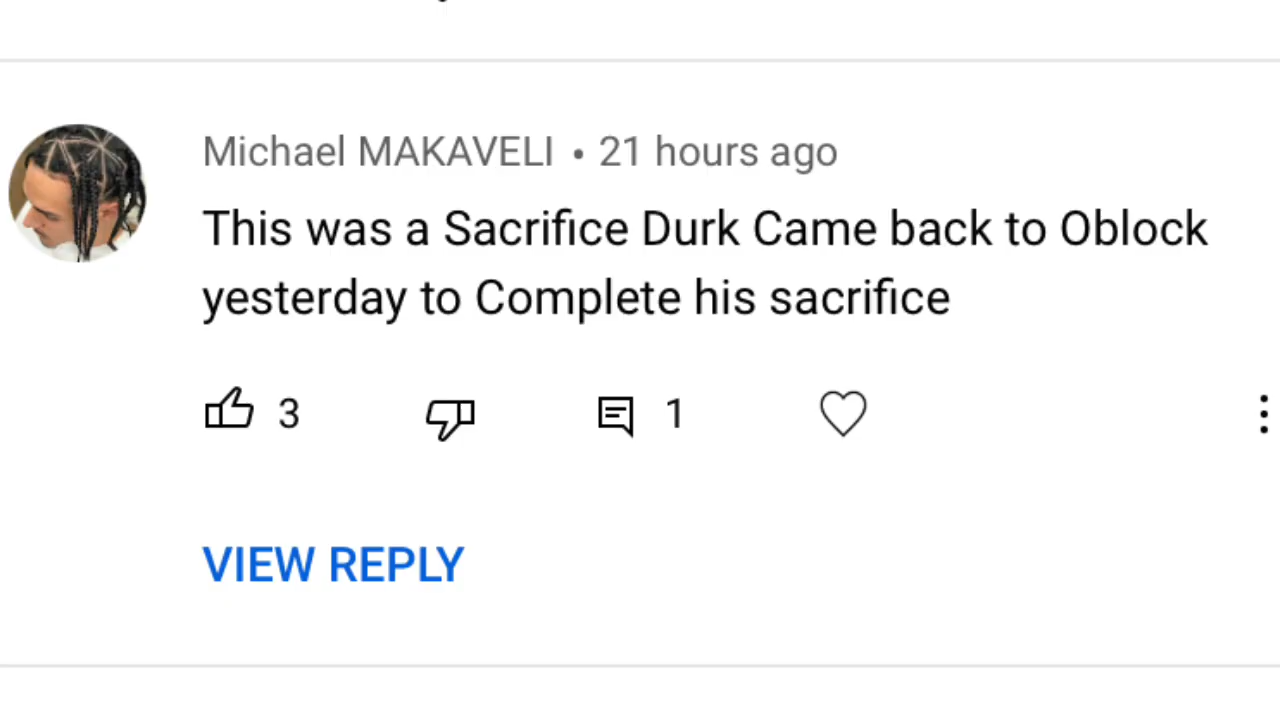 Michael MAKAVELI • 21 hours ago
This was a Sacrifice Durk Came back to Oblock
yesterday to Complete his sacrifice
3
1
VIEW REPLY